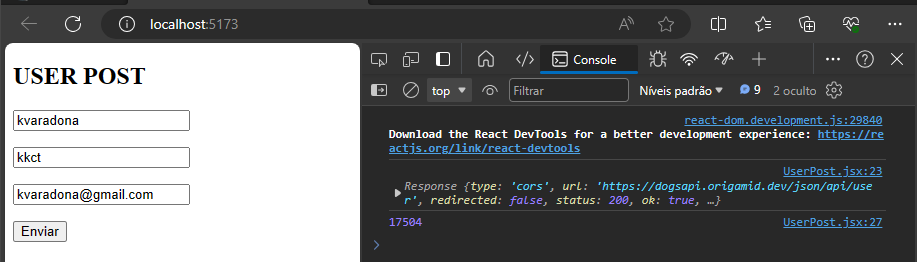 localhost:5173
USER POST
kvaradona
kkct
kvaradona@gmail.com
Enviar
Console
top
Filtrar
Níveis padrão
9
2 oculto
react-dom.development.js:29840
Download the React DevTools for a better development experience: https://re
actjs.org/link/react-devtools
UserPost.jsx:23
Response {type: 'cors', url: 'https://dogsapi.origamid.dev/json/api/use
r', redirected: false, status: 200, ok: true, …}
17504
UserPost.jsx:27